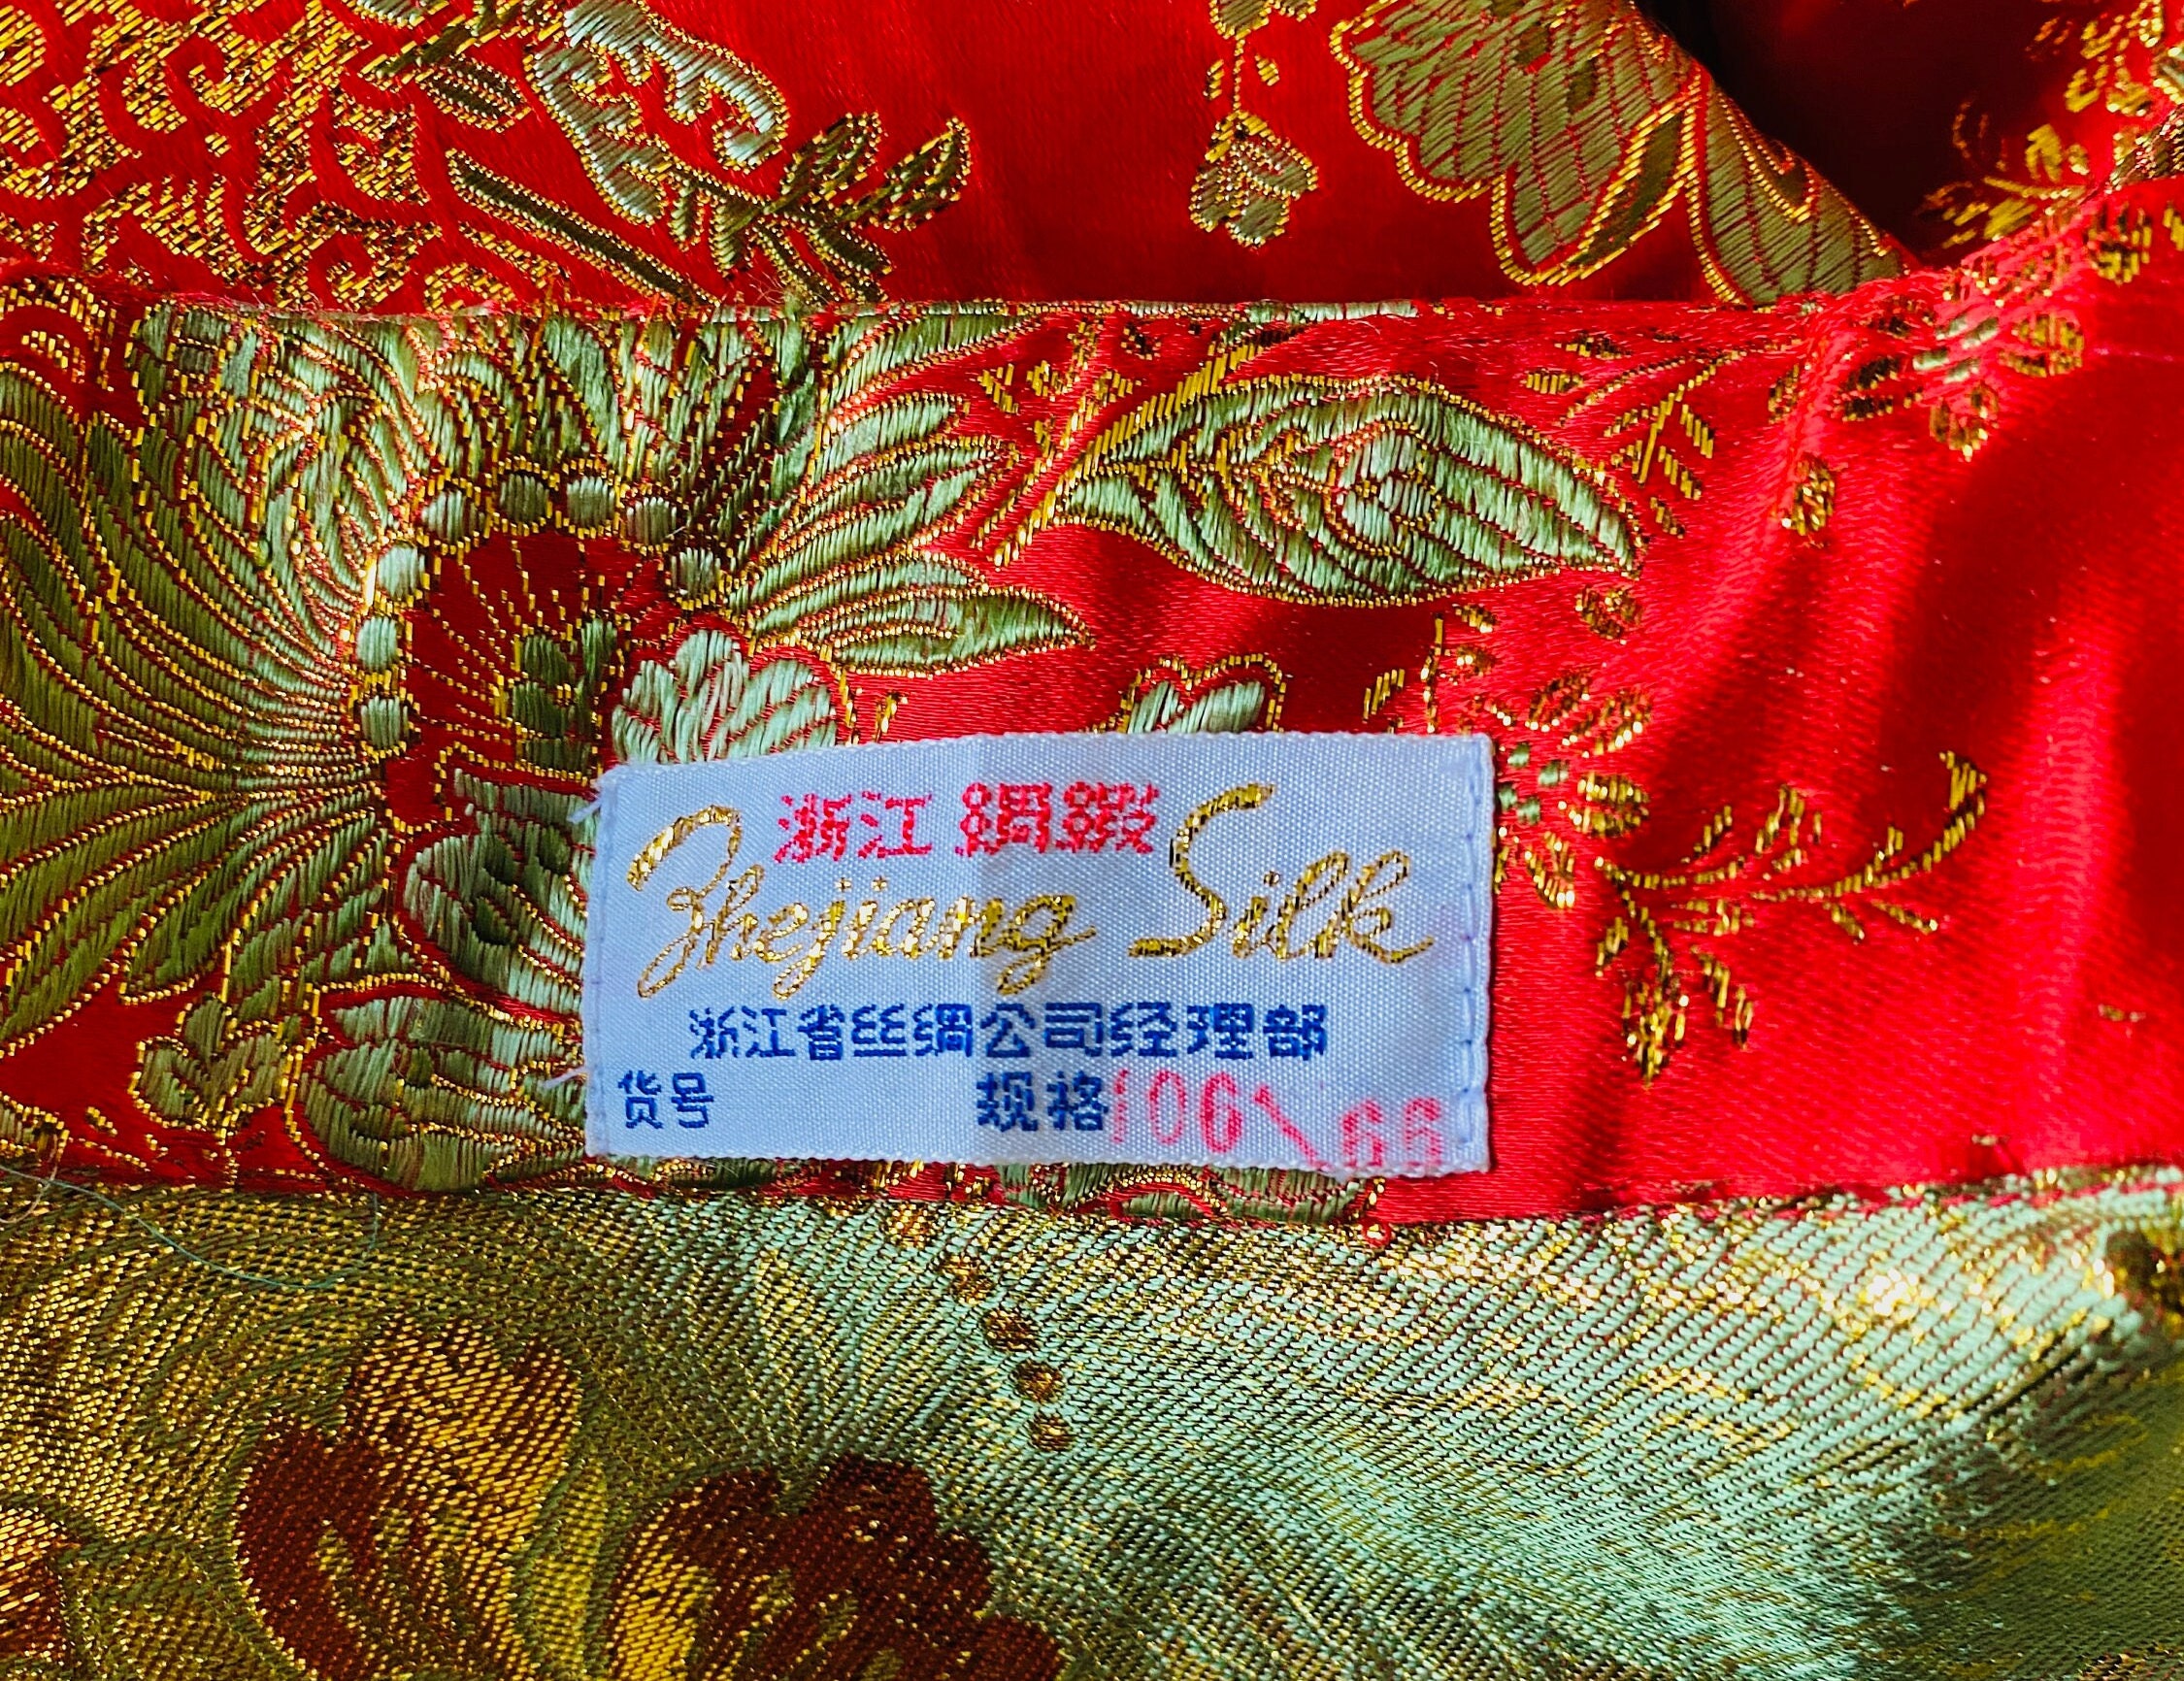 浙江綢緞
Zhejiang Silk
浙江省丝绸公司经理部
货号 规格106\66